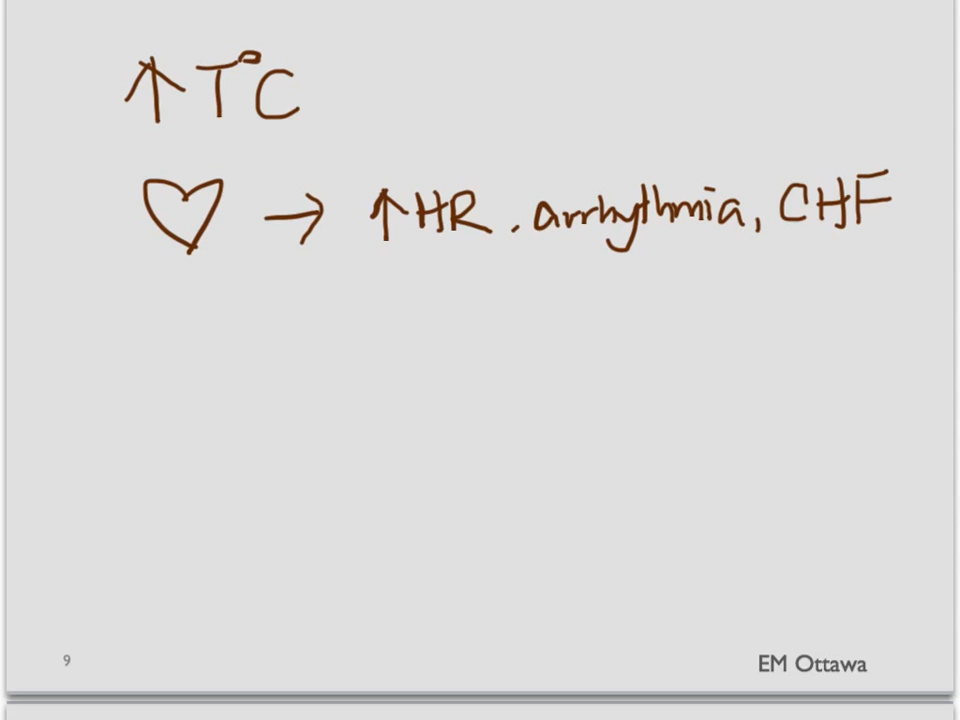 ↑ T°C
♡ → ↑HR, arrhythmia, CHF
9
EM Ottawa